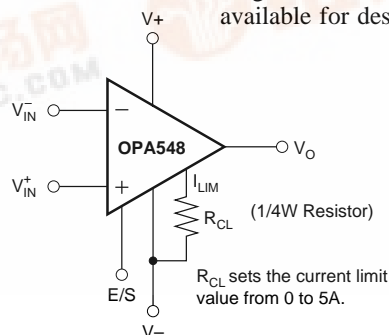 available for des
V+
V–IN
OPA548
VO
V+IN
ILIM
RCL
(1/4W Resistor)
E/S
RCL sets the current limit
value from 0 to 5A.
V–